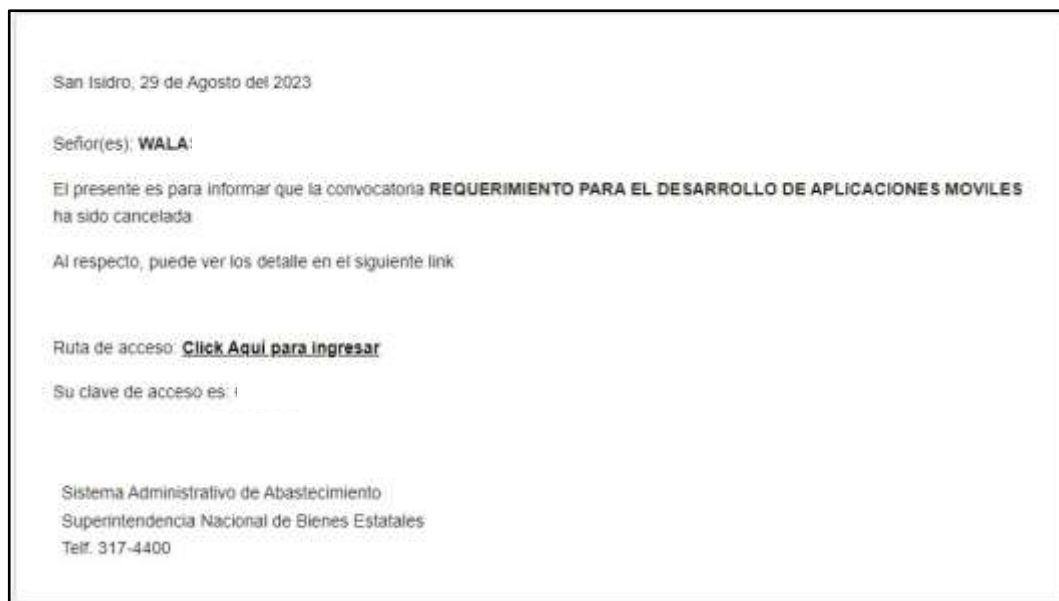 San Isidro, 29 de Agosto del 2023
Señor(es): WALA:
El presente es para informar que la convocatoria REQUERIMIENTO PARA EL DESARROLLO DE APLICACIONES MOVILES
ha sido cancelada
Al respecto, puede ver los detalle en el siguiente link
Ruta de acceso: Click Aqui para ingresar
Su clave de acceso es:
Sistema Administrativo de Abastecimiento
Superintendencia Nacional de Bienes Estatales
Telf. 317-4400